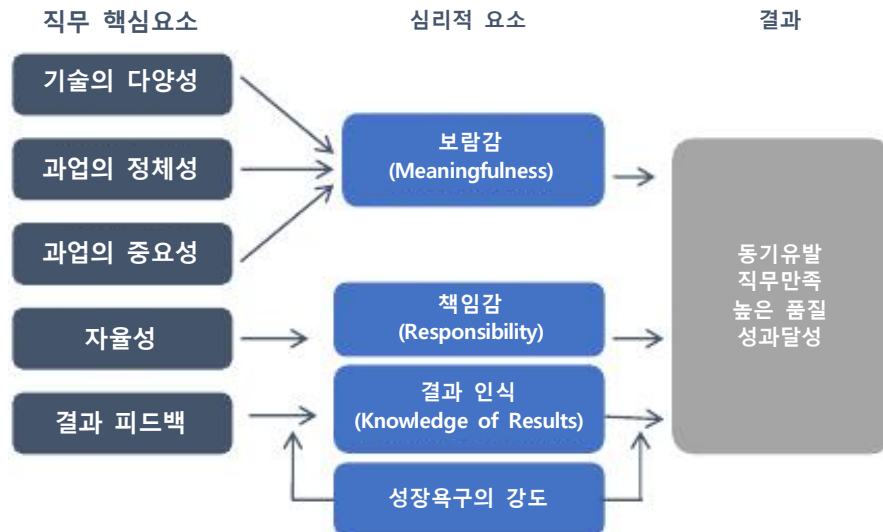 직무 핵심요소
심리적 요소
결과
기술의 다양성
과업의 정체성
과업의 중요성
자율성
결과 피드백
보람감
(Meaningfulness)
책임감
(Responsibility)
결과 인식
(Knowledge of Results)
성장욕구의 강도
동기유발
직무만족
높은 품질
성과달성